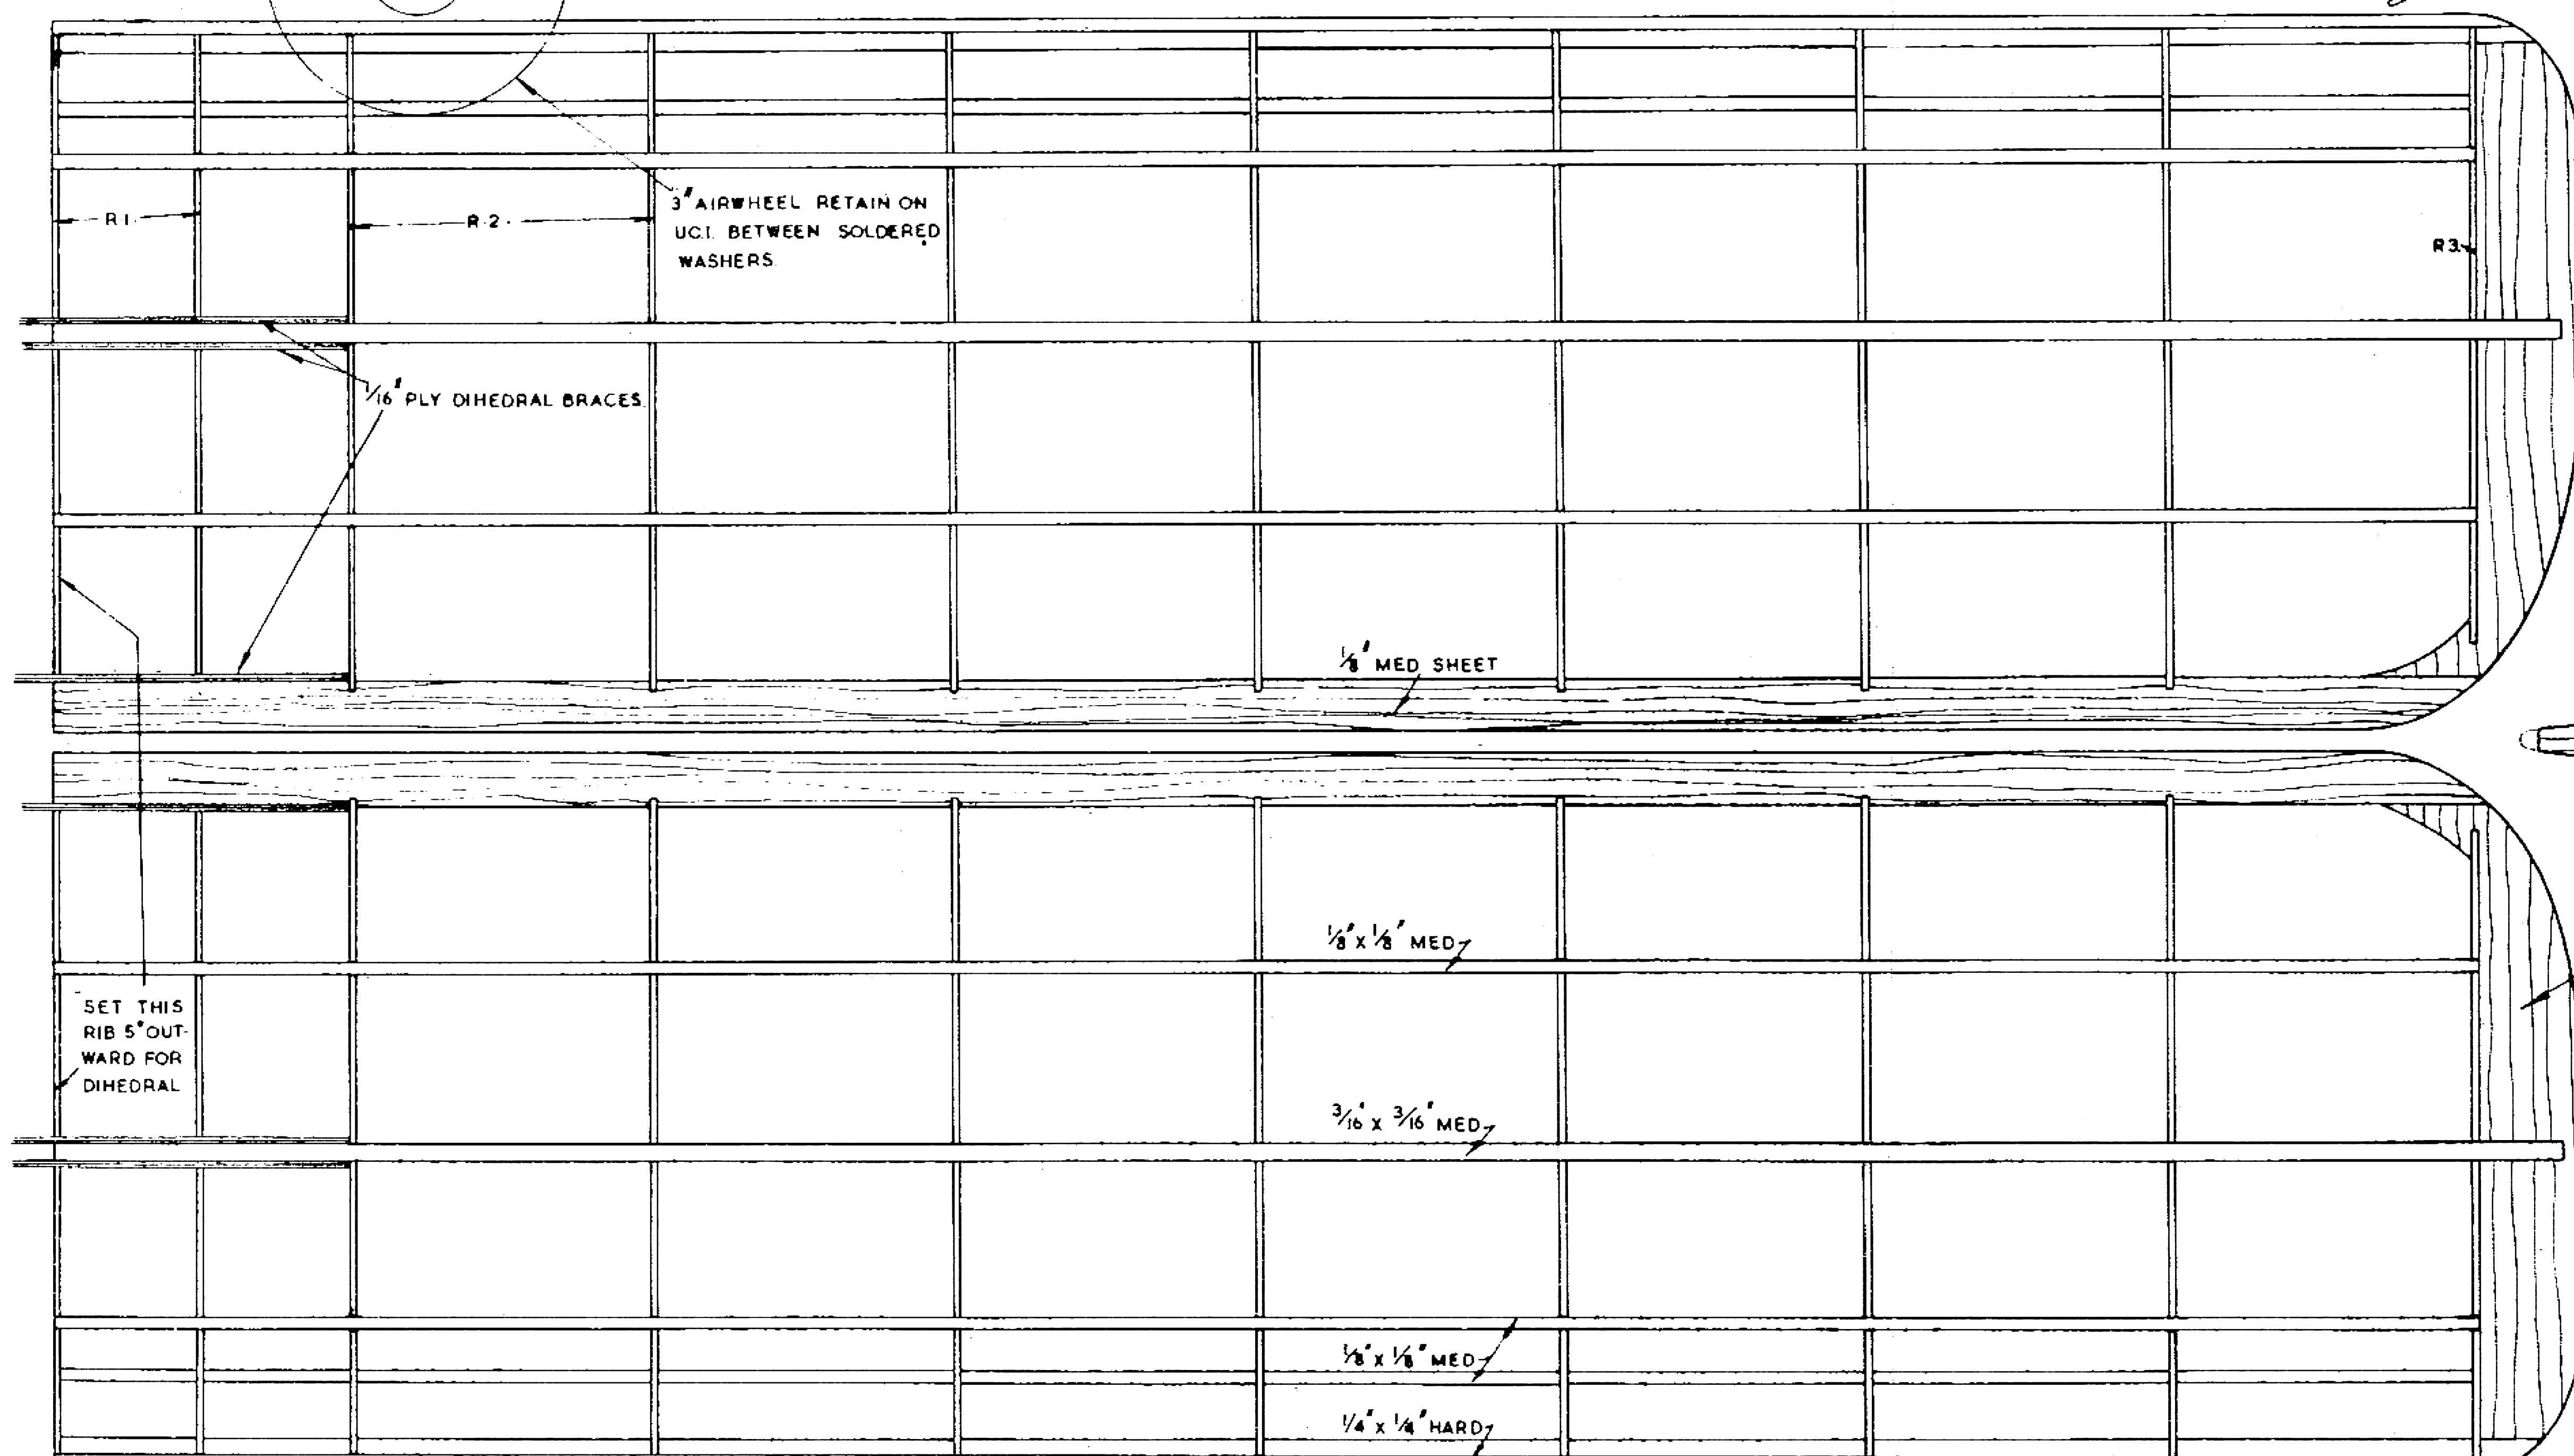 R1.
R.2.
3" AIRWHEEL RETAIN ON
UC1. BETWEEN SOLDERED
WASHERS.
R3.
1/16" PLY DIHEDRAL BRACES.
1/8" MED SHEET
1/8" x 1/8" MED
SET THIS
RIB 5° OUT-
WARD FOR
DIHEDRAL
3/16" x 3/16" MED
1/8" x 1/8" MED
1/4" x 1/4" HARD